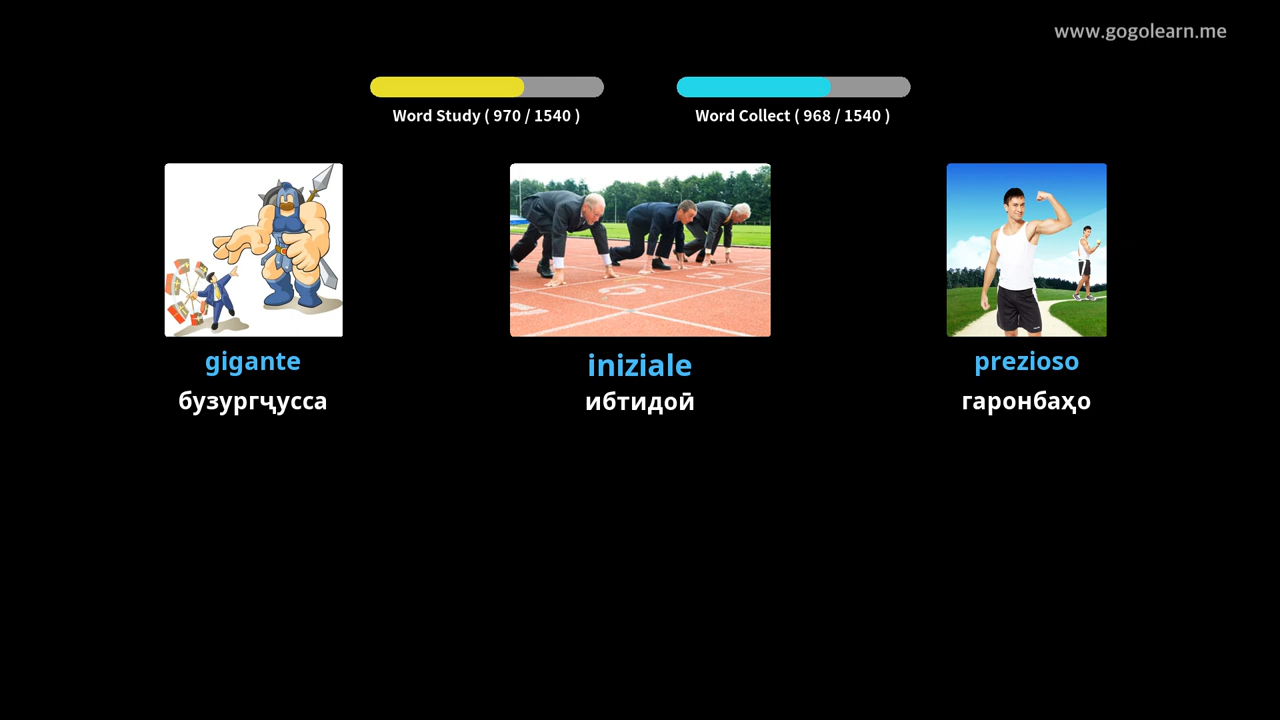 www.gogolearn.me
Word Study ( 970 / 1540 )
Word Collect ( 968 / 1540 )
gigante
бузургҷусса
iniziale
ибтидоӣ
prezioso
гаронбаҳо